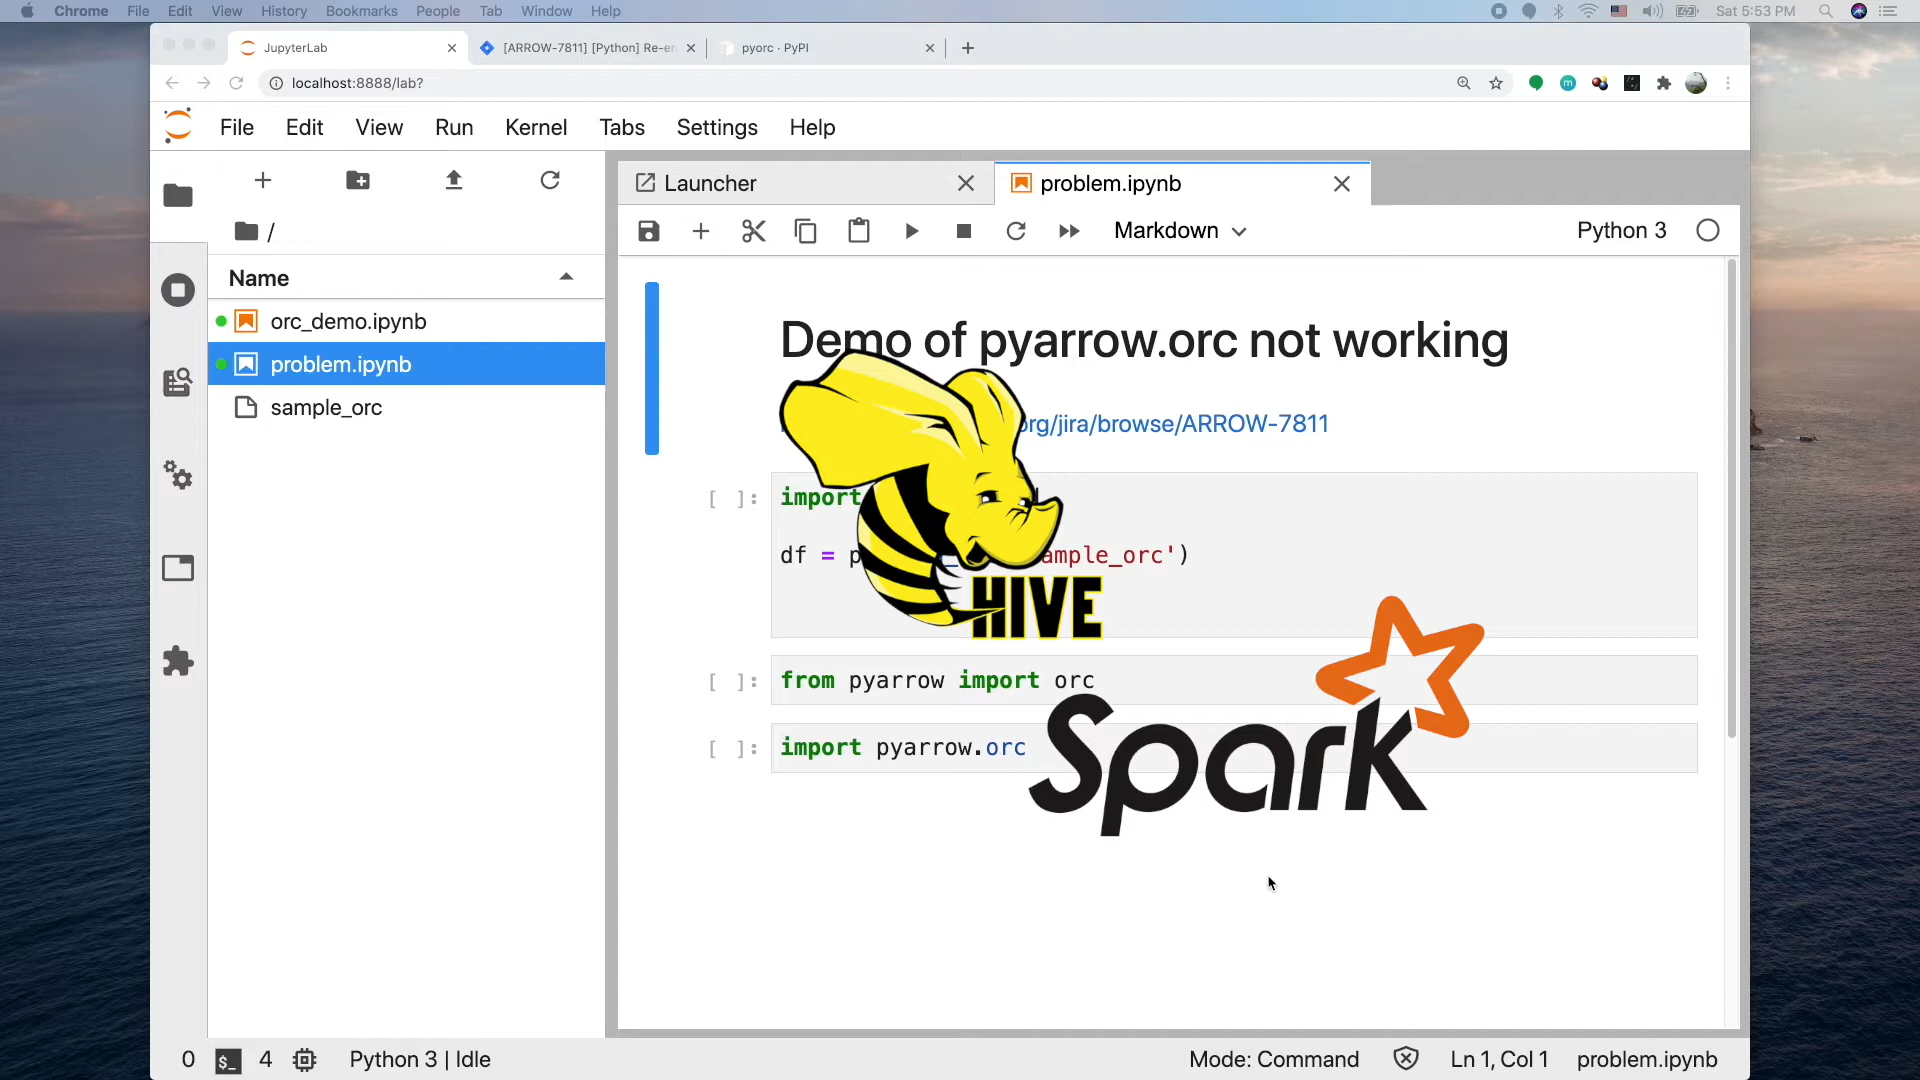 Chrome File Edit View History Bookmarks People Tab Window Help Sat 5:53 PM
JupyterLab [ARROW-7811] [Python] Re-en pyorc · PyPI
localhost:8888/lab?
File Edit View Run Kernel Tabs Settings Help
Launcher problem.ipynb
/
Markdown Python 3
Name
orc_demo.ipynb
problem.ipynb
sample_orc
Demo of pyarrow.orc not working
org/jira/browse/ARROW-7811
[ ]: import
df = p ample_orc')
HIVE
[ ]: from pyarrow import orc
[ ]: import pyarrow.orc
Spark
0 $_ 4 Python 3 | Idle Mode: Command Ln 1, Col 1 problem.ipynb